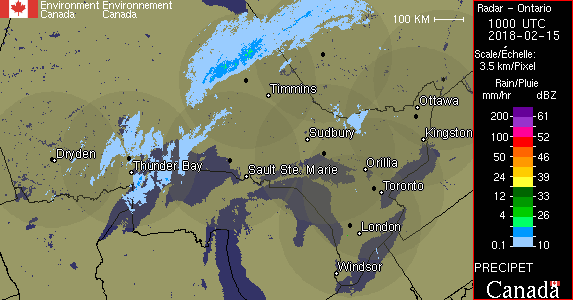 Environment Environnement
Canada Canada
100 KM
Timmins
Ottawa
Sudbury
Kingston
Dryden
Thunder Bay
Sault Ste. Marie
Orillia
Toronto
London
Windsor
Radar - Ontario
1000 UTC
2018-02-15
Scale/Échelle:
3.5 km/Pixel
Rain/Pluie
mm/hr dBZ
200 61
100 52
50 46
24 39
12 33
4 26
0.1 10
PRECIPET
Canada